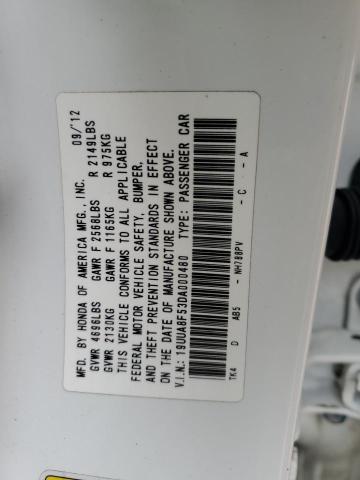 MFD. BY HONDA OF AMERICA MFG., INC. 09/'12
GVWR 4696LBS GAWR F 2568LBS R 2149LBS
GVWR 2130KG GAWR F 1165KG R 975KG
THIS VEHICLE CONFORMS TO ALL APPLICABLE
FEDERAL MOTOR VEHICLE SAFETY, BUMPER,
AND THEFT PREVENTION STANDARDS IN EFFECT
ON THE DATE OF MANUFACTURE SHOWN ABOVE.
V.I.N.: 19UUA8F53DA000480 TYPE: PASSENGER CAR
TK4 D AB5 - NH788PV - C - A